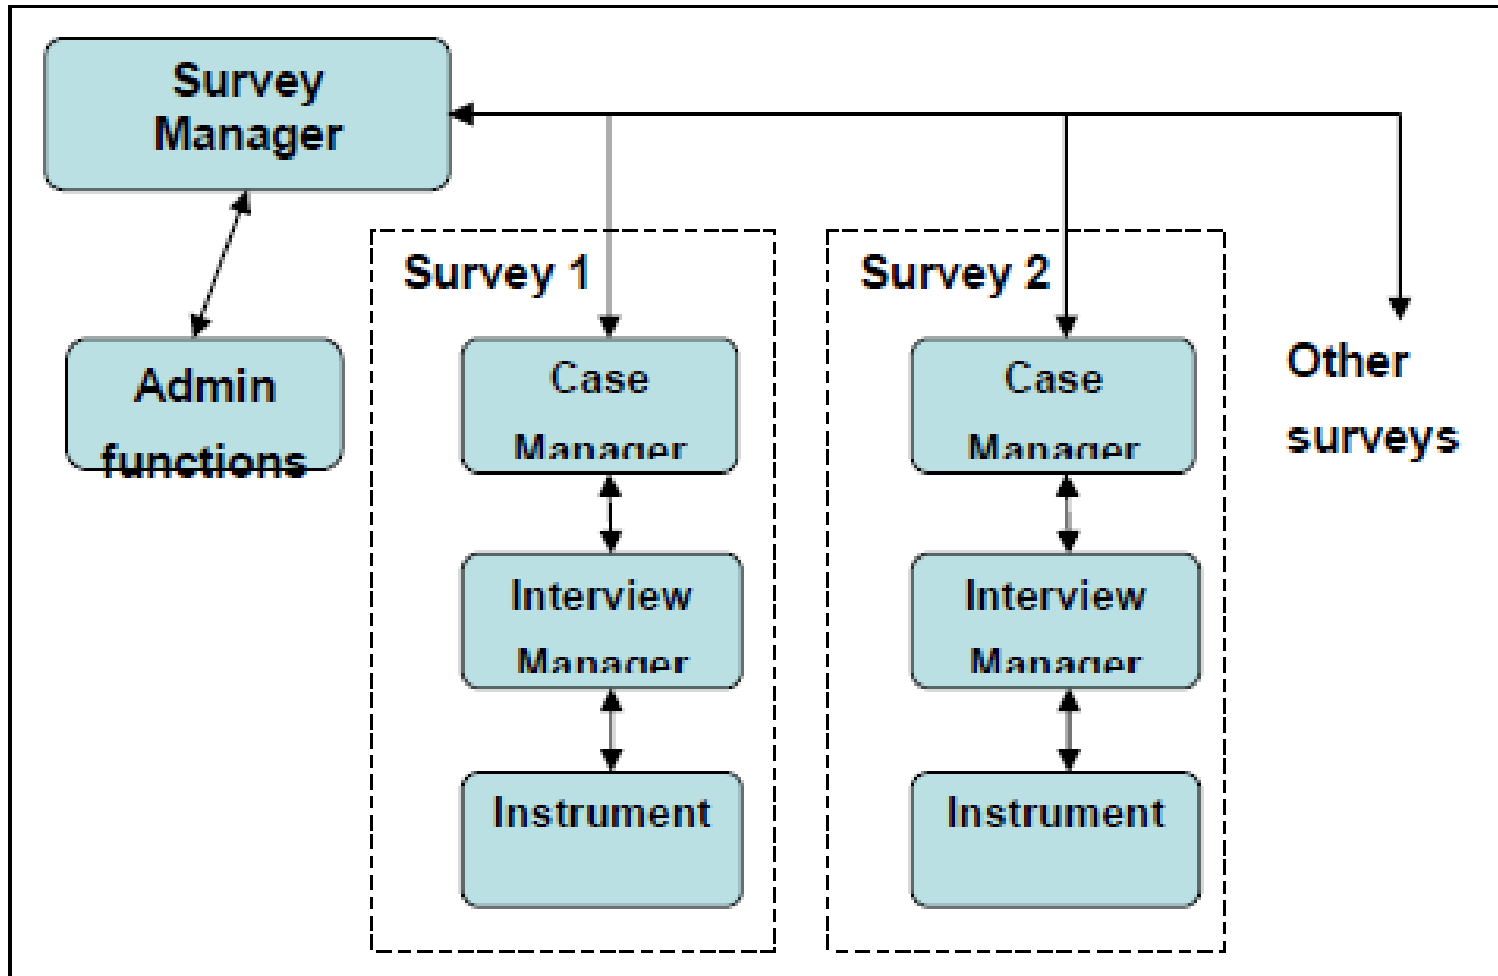 Survey
Manager
Survey 1
Survey 2
Admin
functions
Case
Manager
Case
Manager
Other
surveys
Interview
Manager
Interview
Manager
Instrument
Instrument